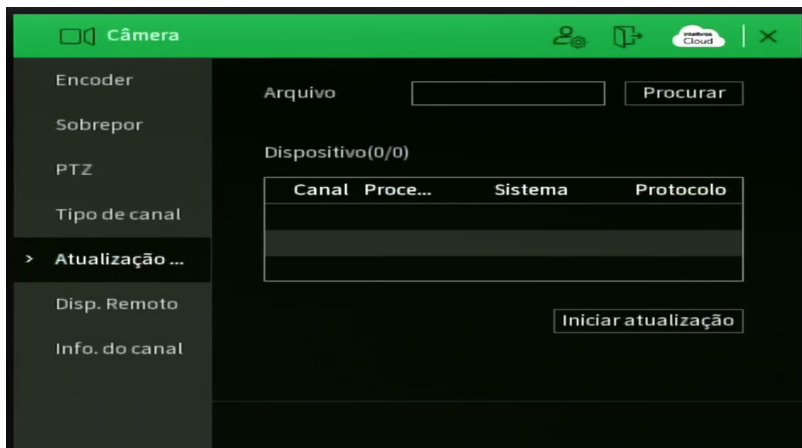 Câmera
intelbras
Cloud
Encoder
Sobrepor
PTZ
Tipo de canal
> Atualização ...
Disp. Remoto
Info. do canal
Arquivo
Procurar
Dispositivo(0/0)
Canal Proce... Sistema Protocolo
Iniciar atualização